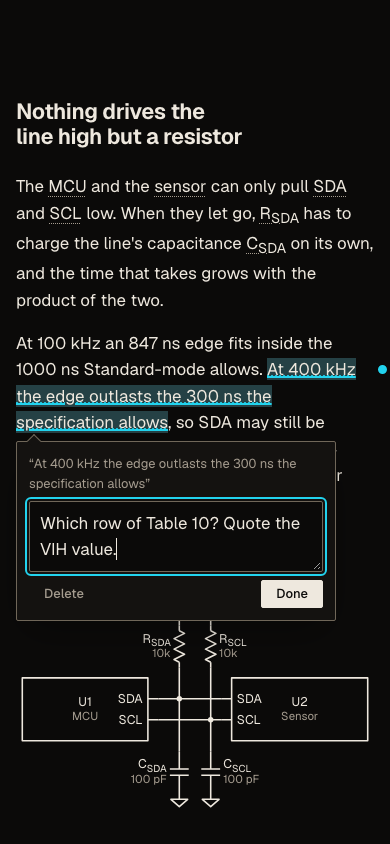 Nothing drives the
line high but a resistor
The MCU and the sensor can only pull SDA
and SCL low. When they let go, RSDA has to
charge the line's capacitance CSDA on its own,
and the time that takes grows with the
product of the two.
At 100 kHz an 847 ns edge fits inside the
1000 ns Standard-mode allows. At 400 kHz
the edge outlasts the 300 ns the
specification allows, so SDA may still be
r
“At 400 kHz the edge outlasts the 300 ns the
specification allows”
Which row of Table 10? Quote the
VIH value.
Delete
Done
RSDA
10k
RSCL
10k
U1
MCU
SDA
SCL
SDA
SCL
U2
Sensor
CSDA
100 pF
CSCL
100 pF